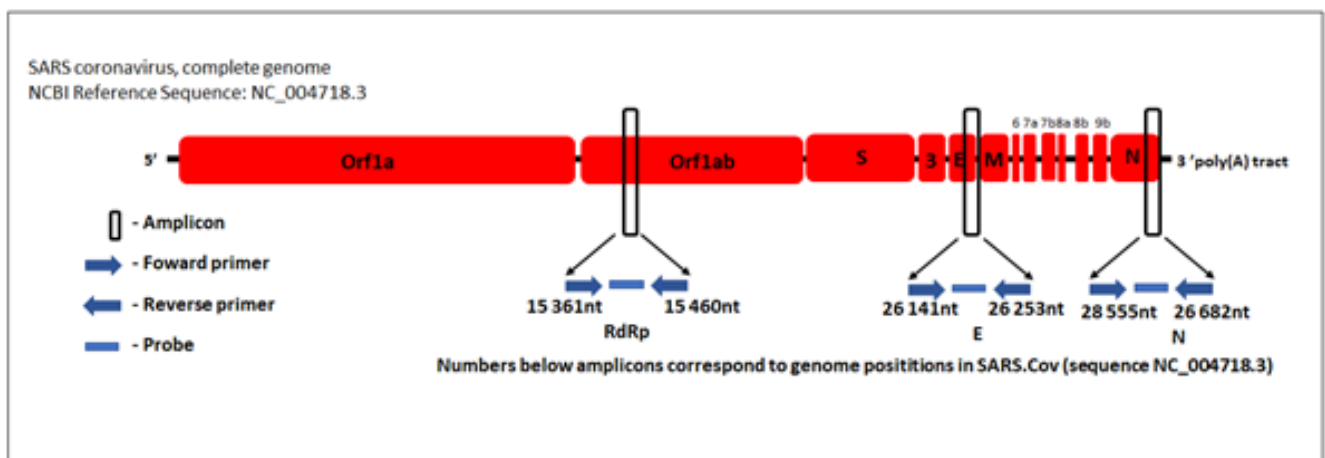 SARS coronavirus, complete genome
NCBI Reference Sequence: NC_004718.3
6 7a 7b8a 8b 9b
5' Orf1a Orf1ab S 3 E M N 3 'poly(A) tract
- Amplicon
- Foward primer
- Reverse primer
- Probe
15 361nt 15 460nt
RdRp
26 141nt 26 253nt
E
28 555nt 26 682nt
N
Numbers below amplicons correspond to genome posititions in SARS.Cov (sequence NC_004718.3)